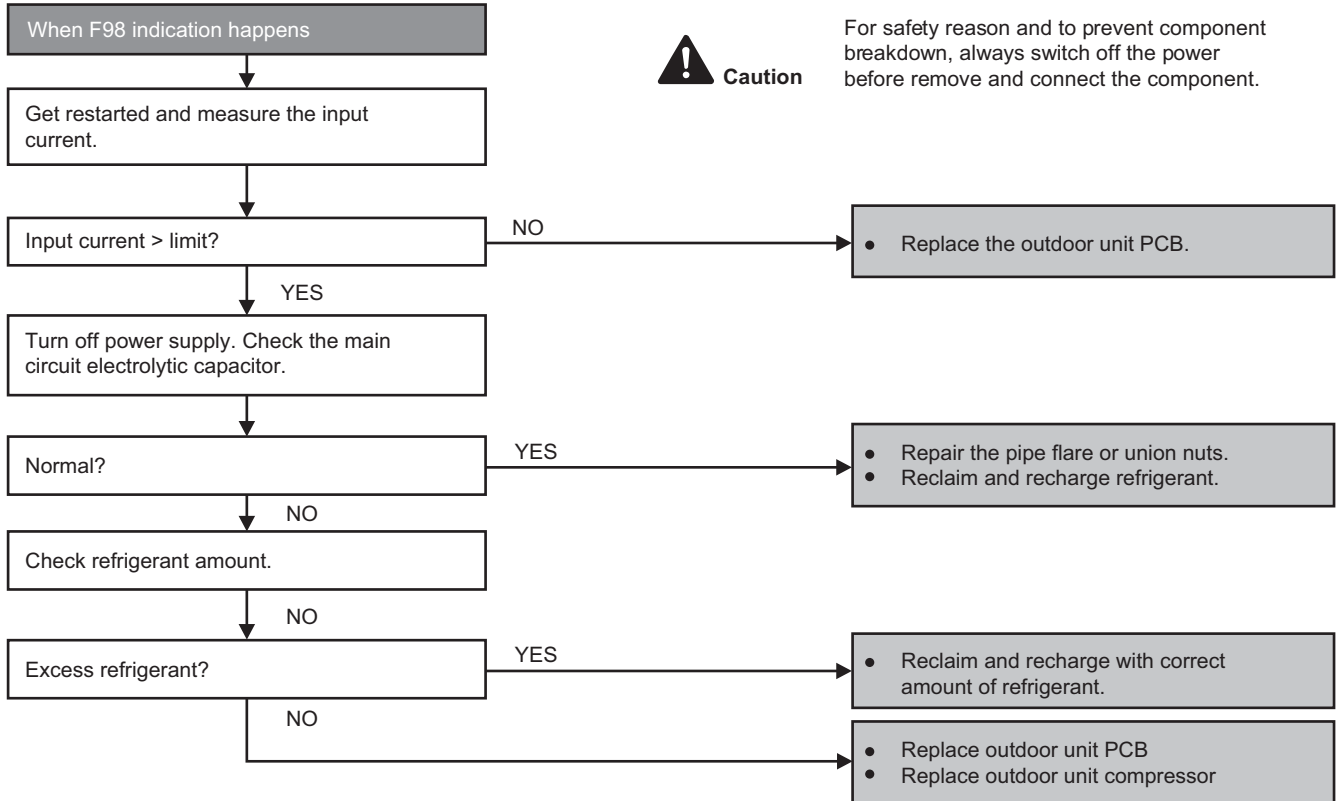 When F98 indication happens
Caution
For safety reason and to prevent component
breakdown, always switch off the power
before remove and connect the component.
Get restarted and measure the input
current.
Input current > limit?
NO
• Replace the outdoor unit PCB.
YES
Turn off power supply. Check the main
circuit electrolytic capacitor.
Normal?
YES
• Repair the pipe flare or union nuts.
• Reclaim and recharge refrigerant.
NO
Check refrigerant amount.
NO
Excess refrigerant?
YES
• Reclaim and recharge with correct
amount of refrigerant.
NO
• Replace outdoor unit PCB
• Replace outdoor unit compressor